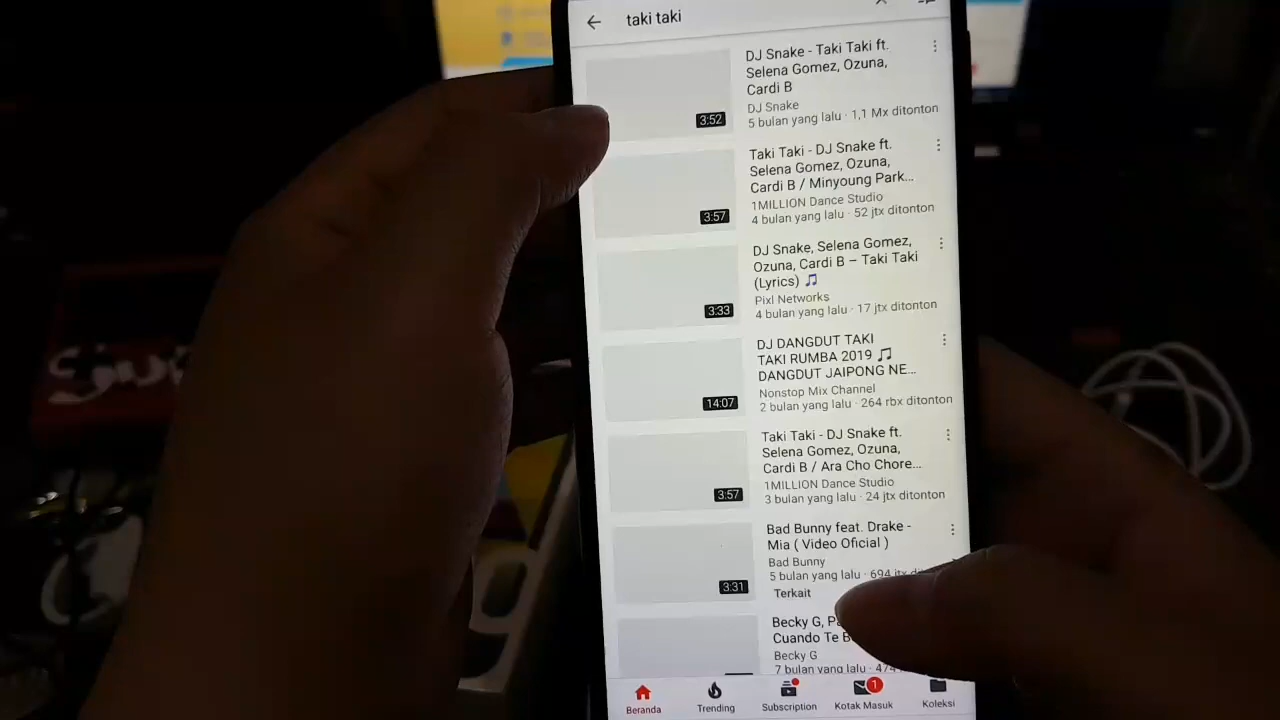 taki taki
DJ Snake - Taki Taki ft.
Selena Gomez, Ozuna,
Cardi B
DJ Snake
5 bulan yang lalu · 1,1 Mx ditonton
3:52
Taki Taki - DJ Snake ft.
Selena Gomez, Ozuna,
Cardi B / Minyoung Park...
1MILLION Dance Studio
4 bulan yang lalu · 52 jtx ditonton
3:57
DJ Snake, Selena Gomez,
Ozuna, Cardi B – Taki Taki
(Lyrics) 🎵
Pixl Networks
4 bulan yang lalu · 17 jtx ditonton
3:33
DJ DANGDUT TAKI
TAKI RUMBA 2019 🎵
DANGDUT JAIPONG NE...
Nonstop Mix Channel
2 bulan yang lalu · 264 rbx ditonton
14:07
Taki Taki - DJ Snake ft.
Selena Gomez, Ozuna,
Cardi B / Ara Cho Chore...
1MILLION Dance Studio
3 bulan yang lalu · 24 jtx ditonton
3:57
Bad Bunny feat. Drake -
Mia ( Video Oficial )
Bad Bunny
5 bulan yang lalu · 694 jtx
3:31
Terkait
Becky G,
Cuando Te
Becky G
7 bulan yang lalu ·
Beranda
Trending
Subscription
1
Kotak Masuk
Koleksi